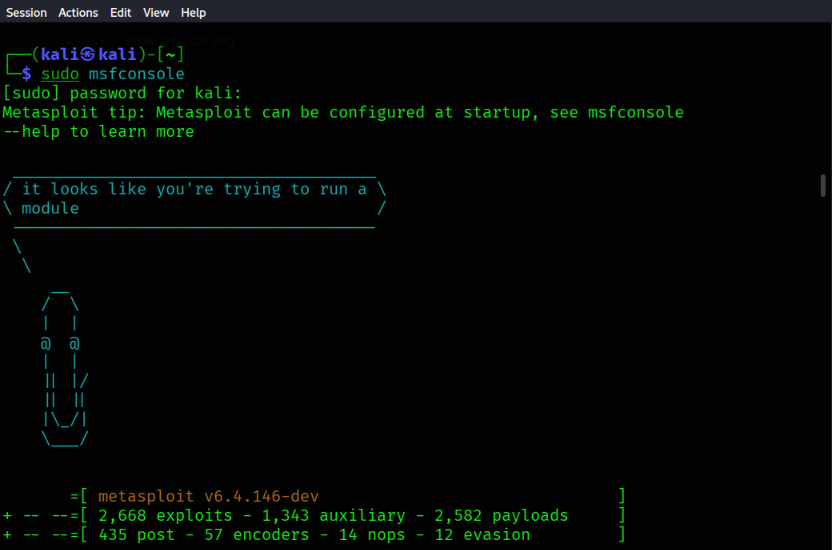 Session Actions Edit View Help
┌──(kali㉿kali)-[~]
└─$ sudo msfconsole
[sudo] password for kali:
Metasploit tip: Metasploit can be configured at startup, see msfconsole
--help to learn more
 ______________________________________
/ it looks like you're trying to run a \
\ module                               /
 --------------------------------------
 \
  \
     __
    /  \
    |  |
    @  @
    |  |
    || |/
    || ||
    |\_/|
    \___/
       =[ metasploit v6.4.146-dev                               ]
+ -- --=[ 2,668 exploits - 1,343 auxiliary - 2,582 payloads     ]
+ -- --=[ 435 post - 57 encoders - 14 nops - 12 evasion         ]